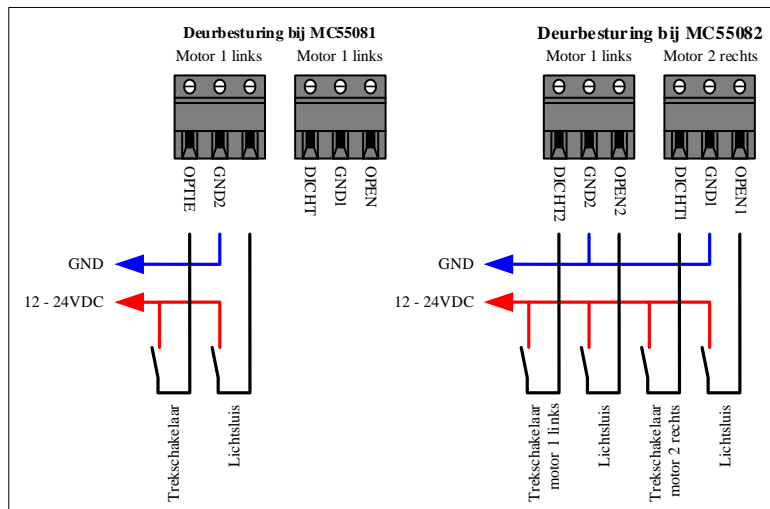 Deurbesturing bij MC55081
Motor 1 links
Motor 1 links
OPTIE
GND2
DICHT
GND1
OPEN
GND
12 - 24VDC
Trekschakelaar
Lichtsluis
Deurbesturing bij MC55082
Motor 1 links
Motor 2 rechts
DICHT2
GND2
OPEN2
DICHT1
GND1
OPEN1
GND
12 - 24VDC
Trekschakelaar
motor 1 links
Lichtsluis
Trekschakelaar
motor 2 rechts
Lichtsluis